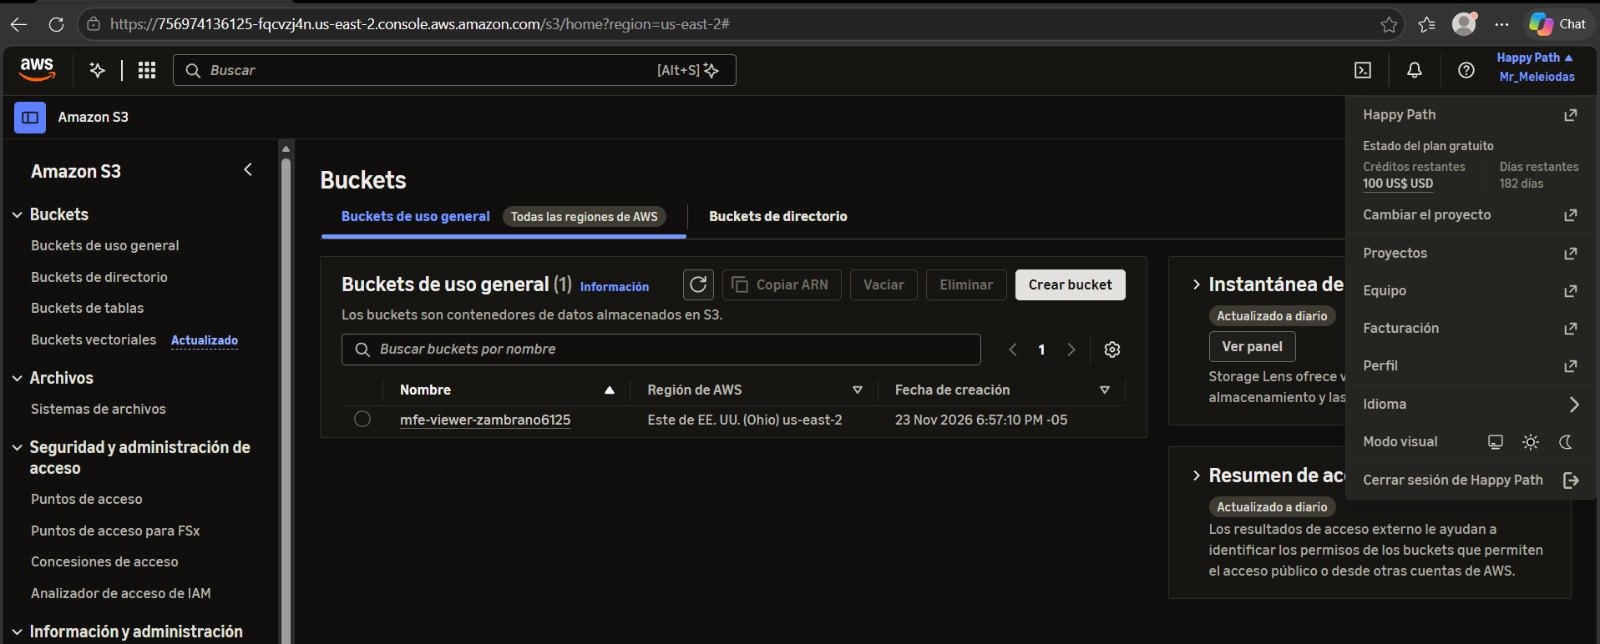 https://756974136125-fqcvzj4n.us-east-2.console.aws.amazon.com/s3/home?region=us-east-2#
Chat
aws
Buscar
[Alt+S]
Happy Path
Mr_Meleiodas
Amazon S3
Amazon S3
Buckets
Buckets de uso general
Buckets de directorio
Buckets de tablas
Buckets vectoriales Actualizado
Archivos
Sistemas de archivos
Seguridad y administración de
acceso
Puntos de acceso
Puntos de acceso para FSx
Concesiones de acceso
Analizador de acceso de IAM
Información y administración
Buckets
Buckets de uso general Todas las regiones de AWS
Buckets de directorio
Buckets de uso general (1) Información
Copiar ARN
Vaciar
Eliminar
Crear bucket
Los buckets son contenedores de datos almacenados en S3.
Buscar buckets por nombre
1
Nombre Región de AWS Fecha de creación
mfe-viewer-zambrano6125 Este de EE. UU. (Ohio) us-east-2 23 Nov 2026 6:57:10 PM -05
Instantánea de
Actualizado a diario
Ver panel
Storage Lens ofrece
almacenamiento y las
Resumen de
Actualizado a diario
Los resultados de acceso externo le ayudan a
identificar los permisos de los buckets que permiten
el acceso público o desde otras cuentas de AWS.
Happy Path
Estado del plan gratuito
Créditos restantes Días restantes
100 US$ USD 182 días
Cambiar el proyecto
Proyectos
Equipo
Facturación
Perfil
Idioma
Modo visual
Cerrar sesión de Happy Path